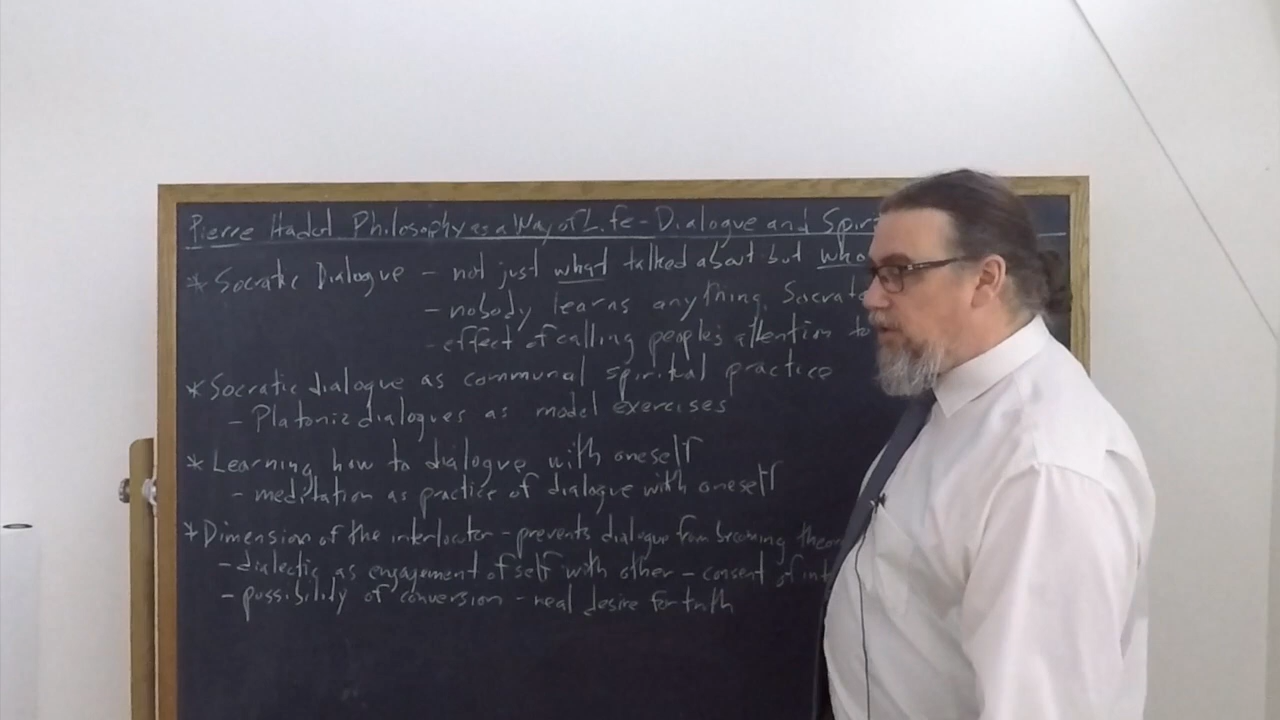 Pierre Hadot Philosophy as a Way of Life - Dialogue and Spir
* Socratic Dialogue - not just what talked about but who
- nobody learns anything. Socrat
- effect of calling people's attention to
* Socratic dialogue as communal spiritual practice
- Platonic dialogues as model exercises
* Learning how to dialogue with oneself
- meditation as practice of dialogue with oneself
* Dimension of the interlocutor - prevents dialogue from becoming theor
- dialectic as engagement of self with other - consent of int
- possibility of conversion - real desire for truth